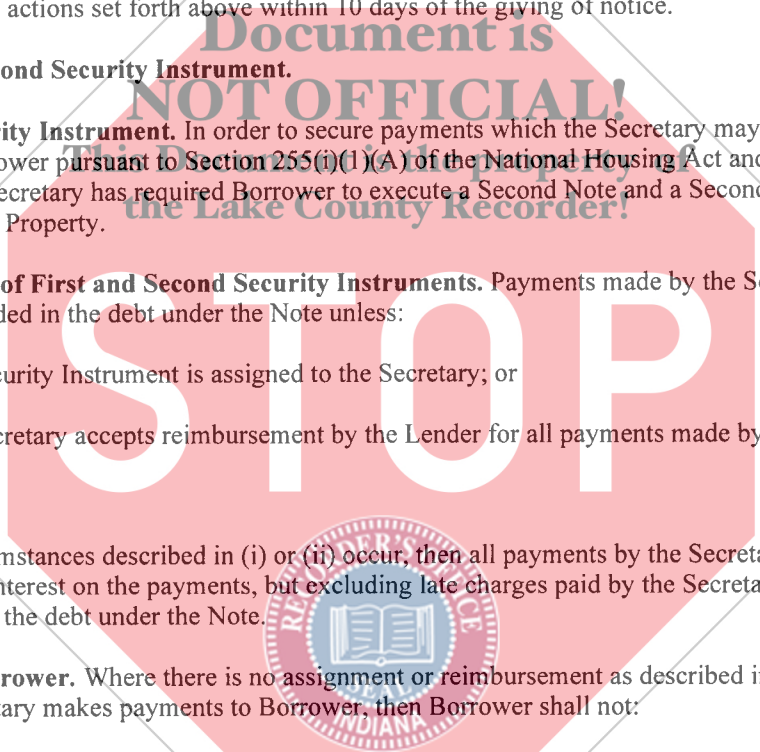 actions set forth above within 10 days of the giving of notice.
Document is
ond Security Instrument.
NOT OFFICIAL!
ity Instrument. In order to secure payments which the Secretary may
ower pursuant to Section 255(i)(1)(A) of the National Housing Act and
This Document is the property of
ecretary has required Borrower to execute a Second Note and a Second
the Lake County Recorder!
Property.
of First and Second Security Instruments. Payments made by the Se
ded in the debt under the Note unless:
STOP
curity Instrument is assigned to the Secretary; or
cretary accepts reimbursement by the Lender for all payments made by
mstances described in (i) or (ii) occur, then all payments by the Secreta
nterest on the payments, but excluding late charges paid by the Secreta
the debt under the Note.
RECORDER'S SERVICE
SEAL
INDIANA
rower. Where there is no assignment or reimbursement as described i
tary makes payments to Borrower, then Borrower shall not: